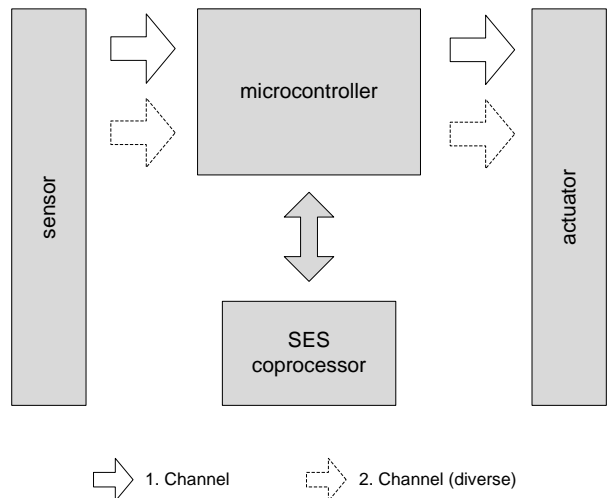 sensor
microcontroller
actuator
SES
coprocessor
1. Channel
2. Channel (diverse)